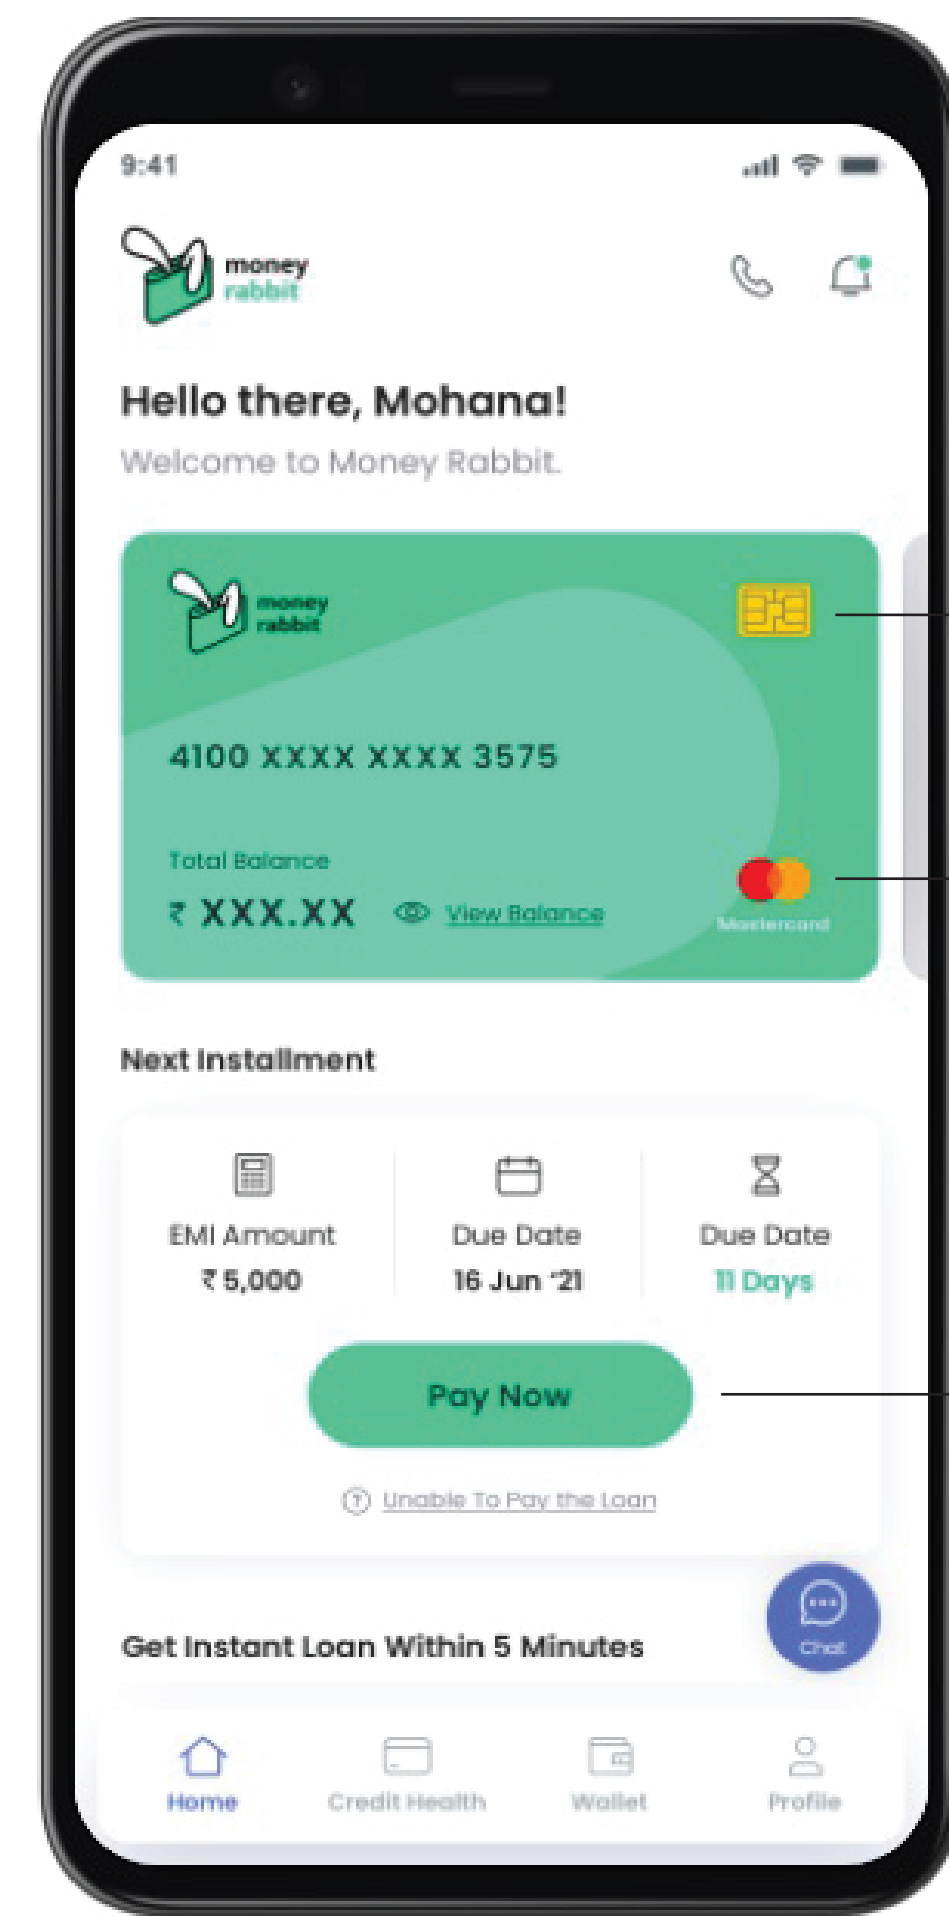 9:41
money
rabbit
Hello there, Mohana!
Welcome to Money Rabbit.
money
rabbit
4100 XXXX XXXX 3575
Total Balance
₹ XXX.XX View Balance
Mastercard
Next Installment
EMI Amount Due Date Due Date
₹ 5,000 16 Jun '21 11 Days
Pay Now
Unable To Pay the Loan
Chat
Get Instant Loan Within 5 Minutes
Home Credit Health Wallet Profile